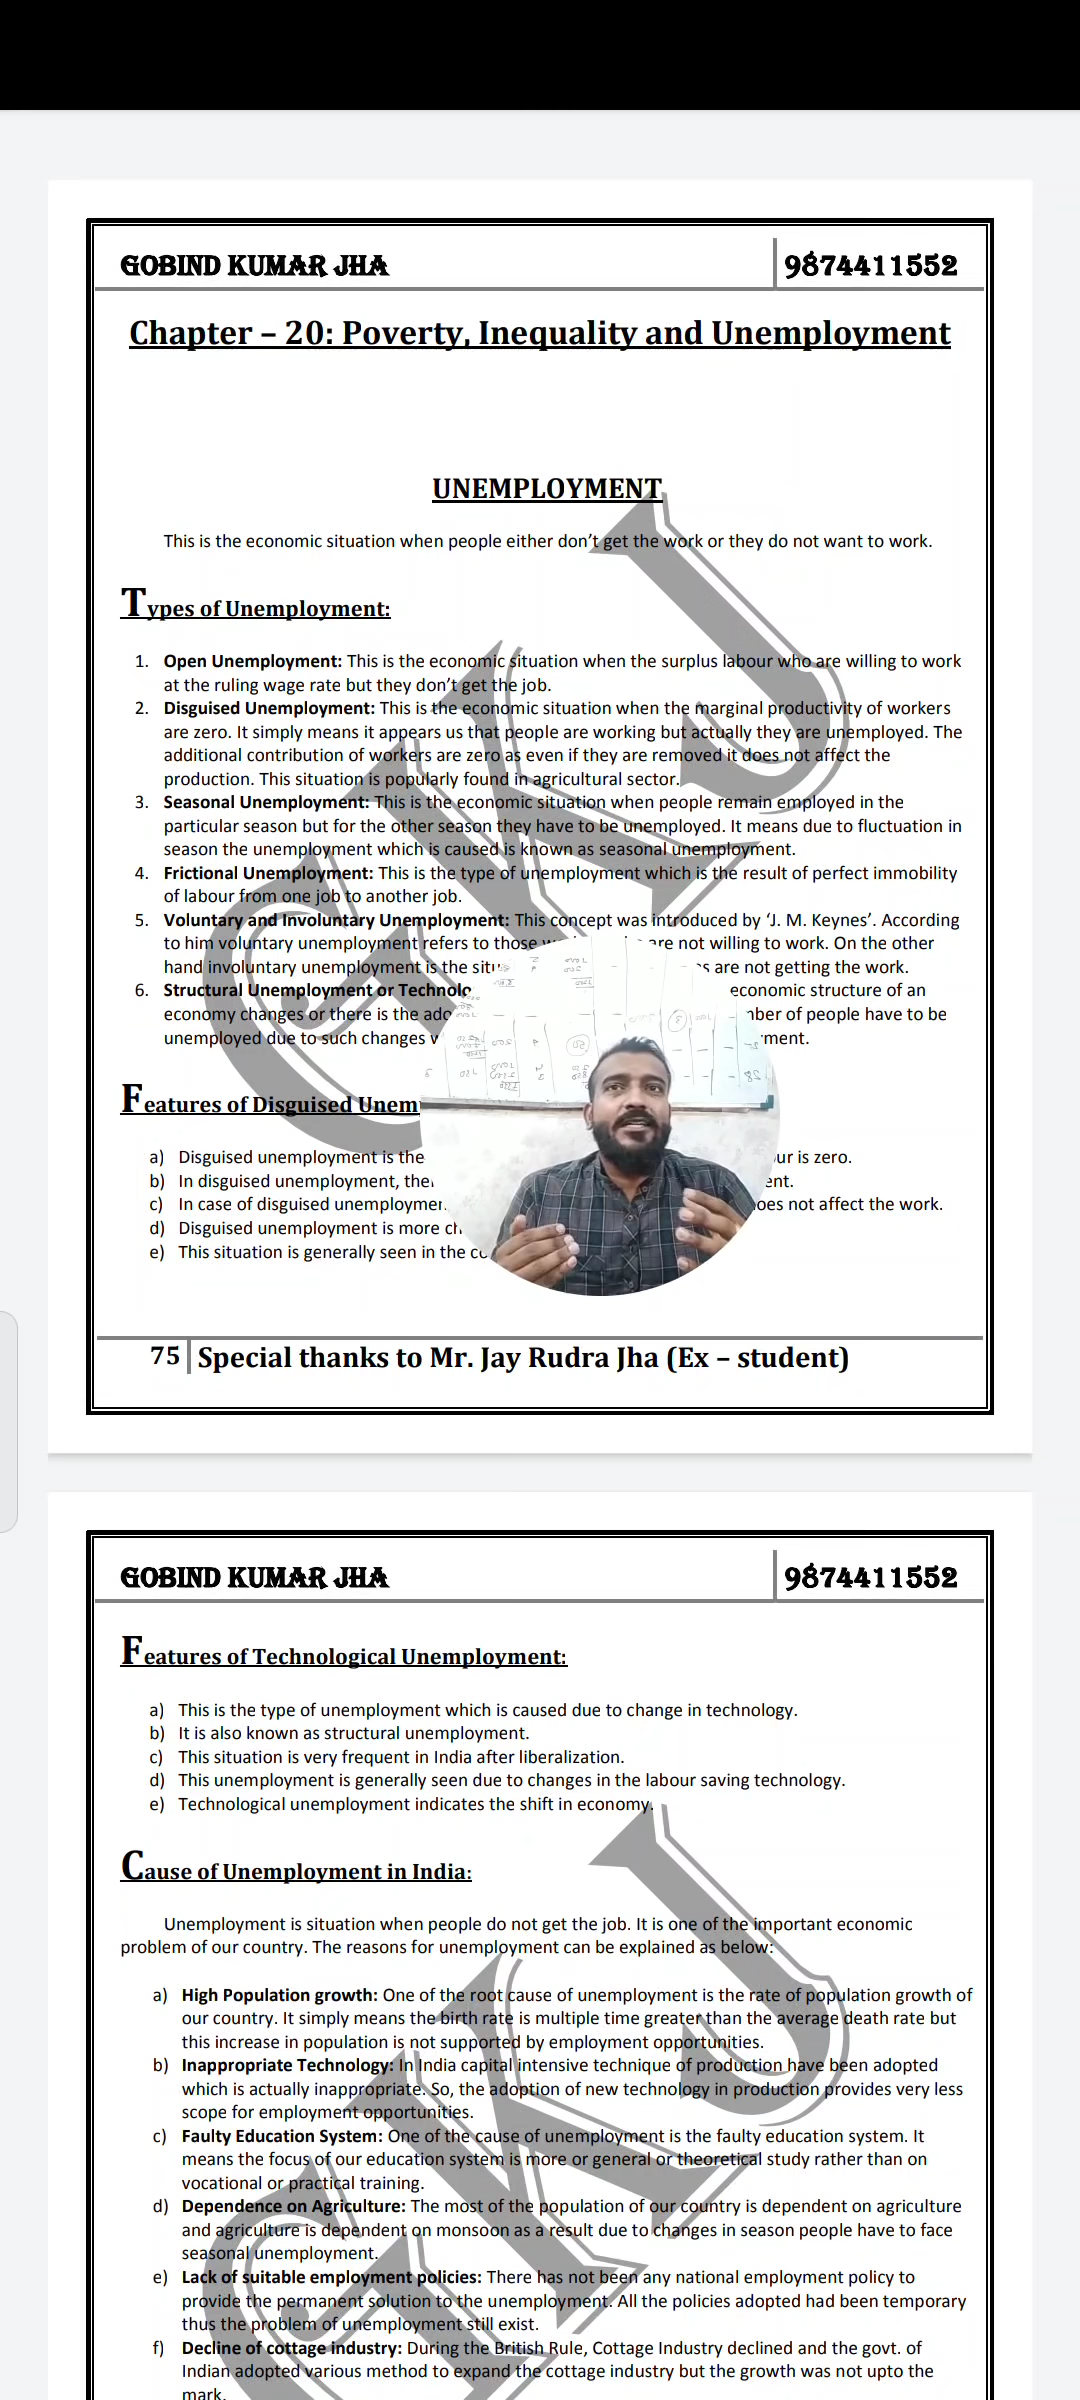 GOBIND KUMAR JHA 9874411552
Chapter – 20: Poverty, Inequality and Unemployment
UNEMPLOYMENT
This is the economic situation when people either don’t get the work or they do not want to work.
Types of Unemployment:
1. Open Unemployment: This is the economic situation when the surplus labour who are willing to work
at the ruling wage rate but they don’t get the job.
2. Disguised Unemployment: This is the economic situation when the marginal productivity of workers
are zero. It simply means it appears us that people are working but actually they are unemployed. The
additional contribution of workers are zero as even if they are removed it does not affect the
production. This situation is popularly found in agricultural sector.
3. Seasonal Unemployment: This is the economic situation when people remain employed in the
particular season but for the other season they have to be unemployed. It means due to fluctuation in
season the unemployment which is caused is known as seasonal unemployment.
4. Frictional Unemployment: This is the type of unemployment which is the result of perfect immobility
of labour from one job to another job.
5. Voluntary and Involuntary Unemployment: This concept was introduced by ‘J. M. Keynes’. According
to him voluntary unemployment refers to those are not willing to work. On the other
hand involuntary unemployment is the are not getting the work.
6. Structural Unemployment or economic structure of an
economy changes or there is the of people have to be
unemployed due to such changes
Features of Disguised
a) Disguised unemployment is the is zero.
b) In disguised unemployment,
c) In case of disguised does not affect the work.
d) Disguised unemployment is more
e) This situation is generally seen in the
75 Special thanks to Mr. Jay Rudra Jha (Ex – student)
GOBIND KUMAR JHA 9874411552
Features of Technological Unemployment:
a) This is the type of unemployment which is caused due to change in technology.
b) It is also known as structural unemployment.
c) This situation is very frequent in India after liberalization.
d) This unemployment is generally seen due to changes in the labour saving technology.
e) Technological unemployment indicates the shift in economy.
Cause of Unemployment in India:
Unemployment is situation when people do not get the job. It is one of the important economic
problem of our country. The reasons for unemployment can be explained as below:
a) High Population growth: One of the root cause of unemployment is the rate of population growth of
our country. It simply means the birth rate is multiple time greater than the average death rate but
this increase in population is not supported by employment opportunities.
b) Inappropriate Technology: In India capital intensive technique of production have been adopted
which is actually inappropriate. So, the adoption of new technology in production provides very less
scope for employment opportunities.
c) Faulty Education System: One of the cause of unemployment is the faulty education system. It
means the focus of our education system is more or general or theoretical study rather than on
vocational or practical training.
d) Dependence on Agriculture: The most of the population of our country is dependent on agriculture
and agriculture is dependent on monsoon as a result due to changes in season people have to face
seasonal unemployment.
e) Lack of suitable employment policies: There has not been any national employment policy to
provide the permanent solution to the unemployment. All the policies adopted had been temporary
thus the problem of unemployment still exist.
f) Decline of cottage industry: During the British Rule, Cottage Industry declined and the govt. of
Indian adopted various method to expand the cottage industry but the growth was not upto the
mark.
GKJ
GKJ